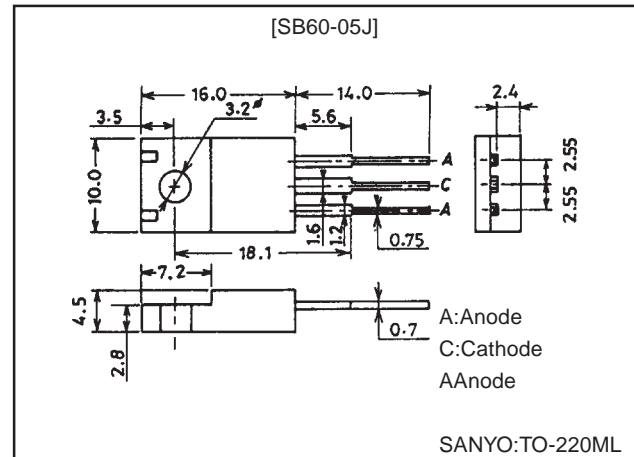 [SB60-05J]
16.0
14.0
2.4
3.5
3.2ø
5.6
A
C
A
10.0
2.55
2.55
1.6
1.2
0.75
18.1
7.2
4.5
2.8
0.7
A:Anode
C:Cathode
AAnode
SANYO:TO-220ML